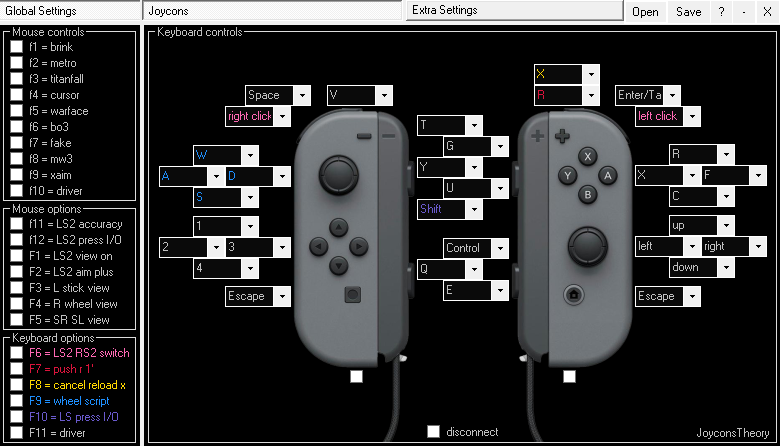 Global Settings
Joycons
Extra Settings
Open
Save
?
-
X
Mouse controls
f1 = brink
f2 = metro
f3 = titanfall
f4 = cursor
f5 = warface
f6 = bo3
f7 = fake
f8 = mw3
f9 = xaim
f10 = driver
Mouse options
f11 = LS2 accuracy
f12 = LS2 press I/O
F1 = LS2 view on
F2 = LS2 aim plus
F3 = L stick view
F4 = R wheel view
F5 = SR SL view
Keyboard options
F6 = LS2 RS2 switch
F7 = push r 1'
F8 = cancel reload x
F9 = wheel script
F10 = LS press I/O
F11 = driver
Keyboard controls
Space
V
right click
W
A
D
S
1
2
3
4
Escape
T
G
Y
U
Shift
Control
Q
E
X
R
Enter/Ta
left click
R
X
F
C
up
left
right
down
Escape
X
Y
A
B
disconnect
JoyconsTheory